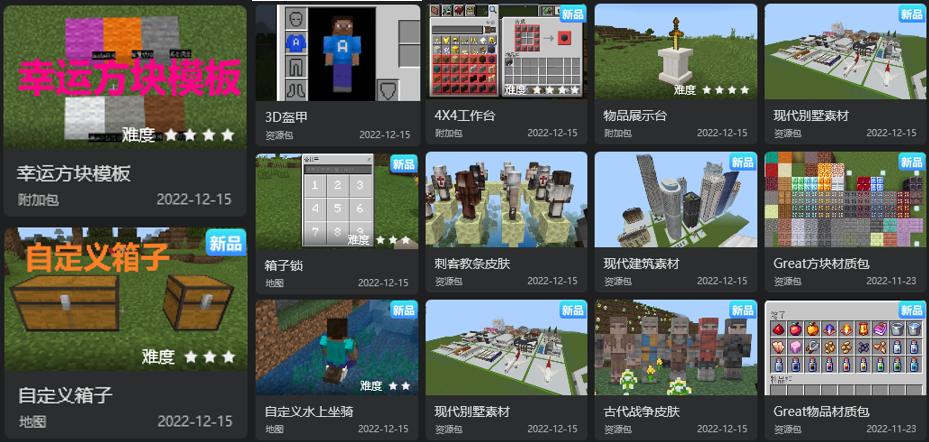 幸运方块模板
难度
幸运方块模板
附加包 2022-12-15
新品
自定义箱子
难度
自定义箱子
地图 2022-12-15
3D盔甲
资源包 2022-12-15
新品
难度
4X4工作台
附加包 2022-12-15
难度
物品展示台
附加包 2022-12-15
新品
现代别墅素材
资源包 2022-12-15
新品
1 2 3
4 5 6
7 8 9
难度
箱子锁
地图 2022-12-15
新品
刺客教条皮肤
资源包 2022-12-15
新品
现代建筑素材
资源包 2022-12-15
新品
Great方块材质包
资源包 2022-11-23
新品
难度
自定义水上坐骑
地图 2022-12-15
新品
现代别墅素材
资源包 2022-12-15
新品
古代战争皮肤
资源包 2022-12-15
新品
Great物品材质包
资源包 2022-11-23